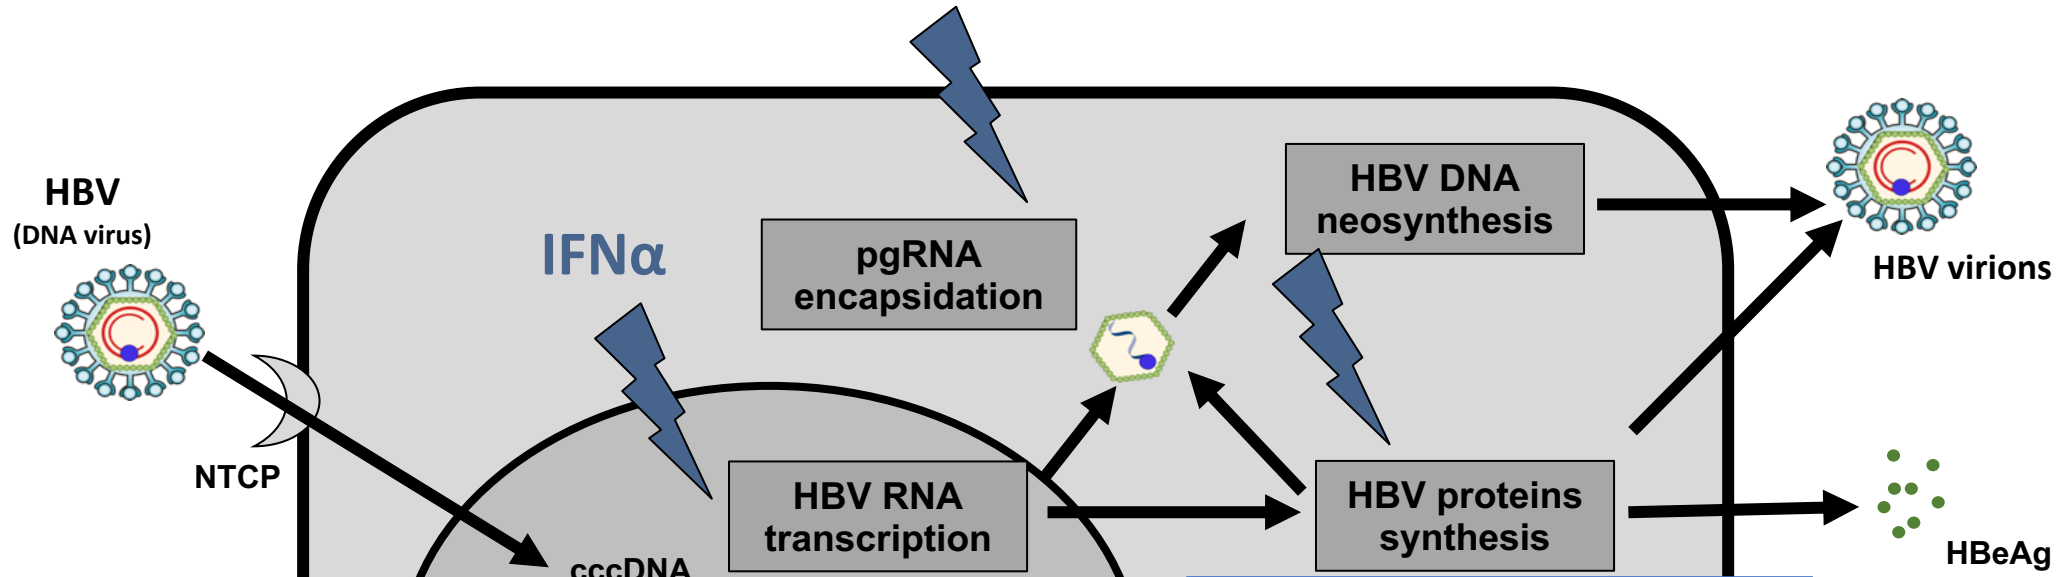 HBV
(DNA virus)
NTCP
IFNα
pgRNA
encapsidation
HBV RNA
transcription
cccDNA
HBV DNA
neosynthesis
HBV proteins
synthesis
HBV virions
HBeAg